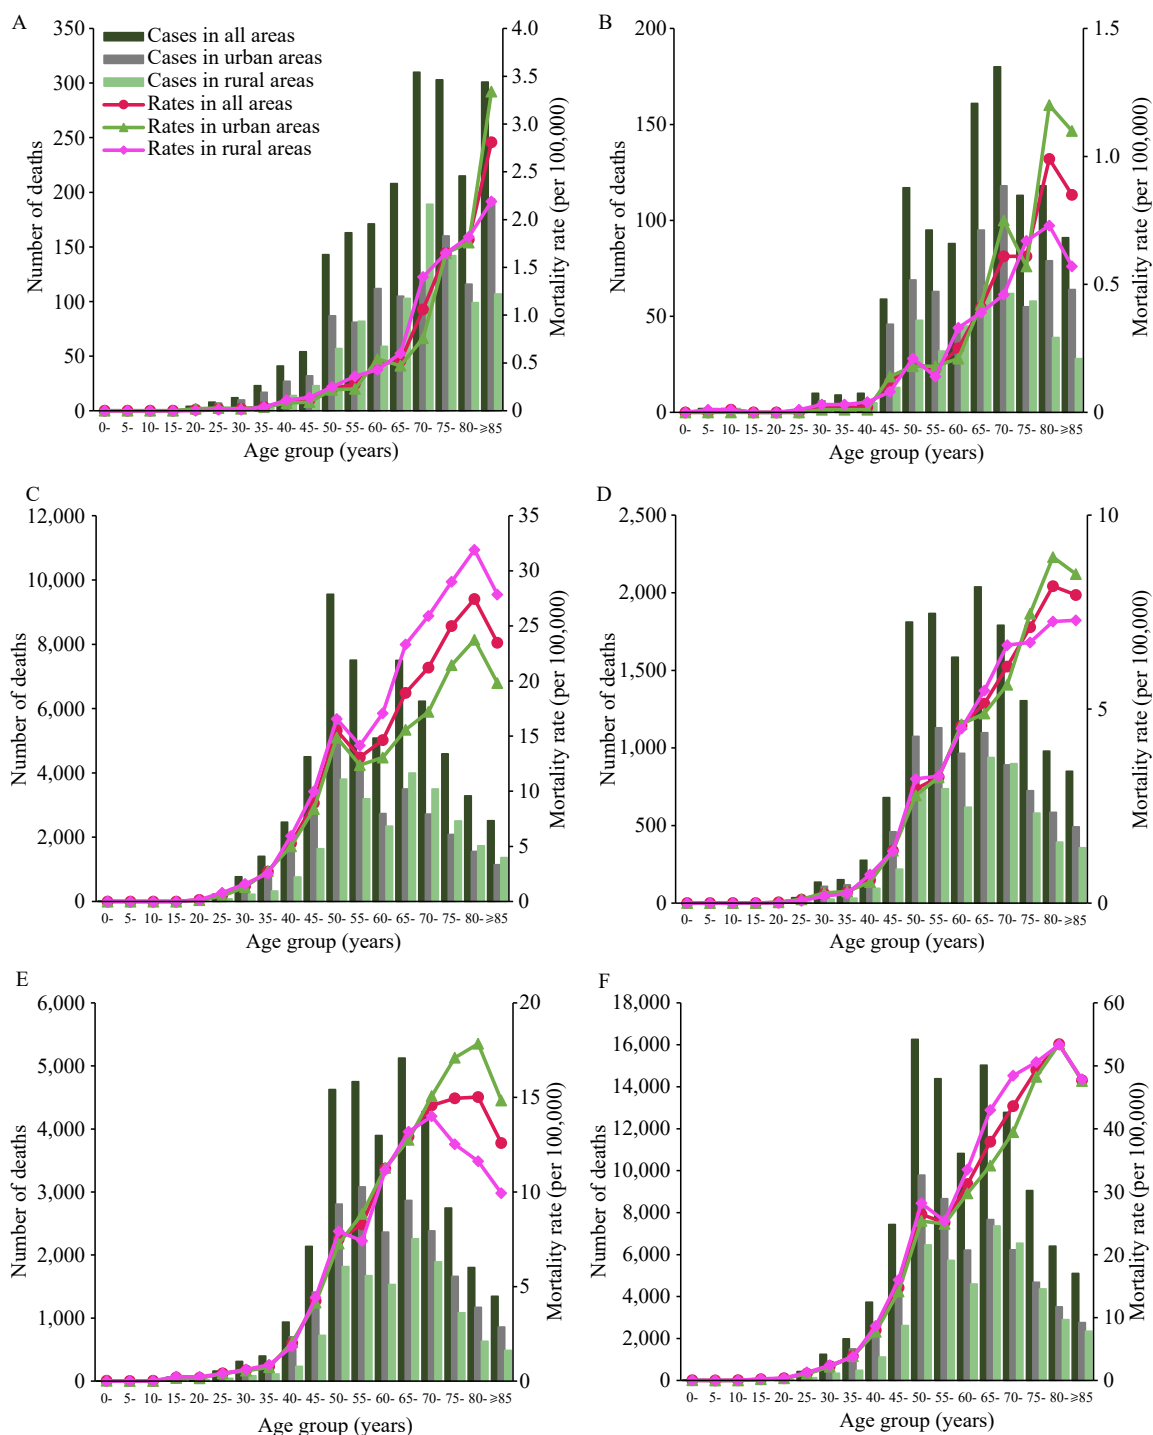 A
350
300
250
200
150
100
50
0
Number of deaths
Cases in all areas
Cases in urban areas
Cases in rural areas
Rates in all areas
Rates in urban areas
Rates in rural areas
4.0
3.5
3.0
2.5
2.0
1.5
1.0
0.5
0
Mortality rate (per 100,000)
0- 5- 10- 15- 20- 25- 30- 35- 40- 45- 50- 55- 60- 65- 70- 75- 80- ≥85
Age group (years)
B
200
150
100
50
0
Number of deaths
1.5
1.0
0.5
0
Mortality rate (per 100,000)
0- 5- 10- 15- 20- 25- 30- 35- 40- 45- 50- 55- 60- 65- 70- 75- 80- ≥85
Age group (years)
C
12,000
10,000
8,000
6,000
4,000
2,000
0
Number of deaths
35
30
25
20
15
10
5
0
Mortality rate (per 100,000)
0- 5- 10- 15- 20- 25- 30- 35- 40- 45- 50- 55- 60- 65- 70- 75- 80- ≥85
Age group (years)
D
2,500
2,000
1,500
1,000
500
0
Number of deaths
10
5
0
Mortality rate (per 100,000)
0- 5- 10- 15- 20- 25- 30- 35- 40- 45- 50- 55- 60- 65- 70- 75- 80- ≥85
Age group (years)
E
6,000
5,000
4,000
3,000
2,000
1,000
0
Number of deaths
20
15
10
5
0
Mortality rate (per 100,000)
0- 5- 10- 15- 20- 25- 30- 35- 40- 45- 50- 55- 60- 65- 70- 75- 80- ≥85
Age group (years)
F
18,000
16,000
14,000
12,000
10,000
8,000
6,000
4,000
2,000
0
Number of deaths
60
50
40
30
20
10
0
Mortality rate (per 100,000)
0- 5- 10- 15- 20- 25- 30- 35- 40- 45- 50- 55- 60- 65- 70- 75- 80- ≥85
Age group (years)